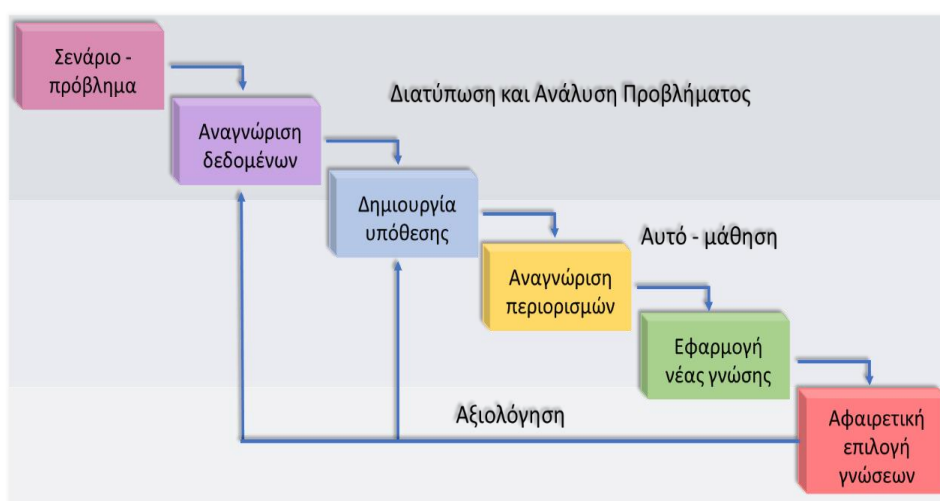 Σενάριο -
πρόβλημα
Διατύπωση και Ανάλυση Προβλήματος
Αναγνώριση
δεδομένων
Δημιουργία
υπόθεσης
Αυτό - μάθηση
Αναγνώριση
περιορισμών
Εφαρμογή
νέας γνώσης
Αξιολόγηση
Αφαιρετική
επιλογή
γνώσεων